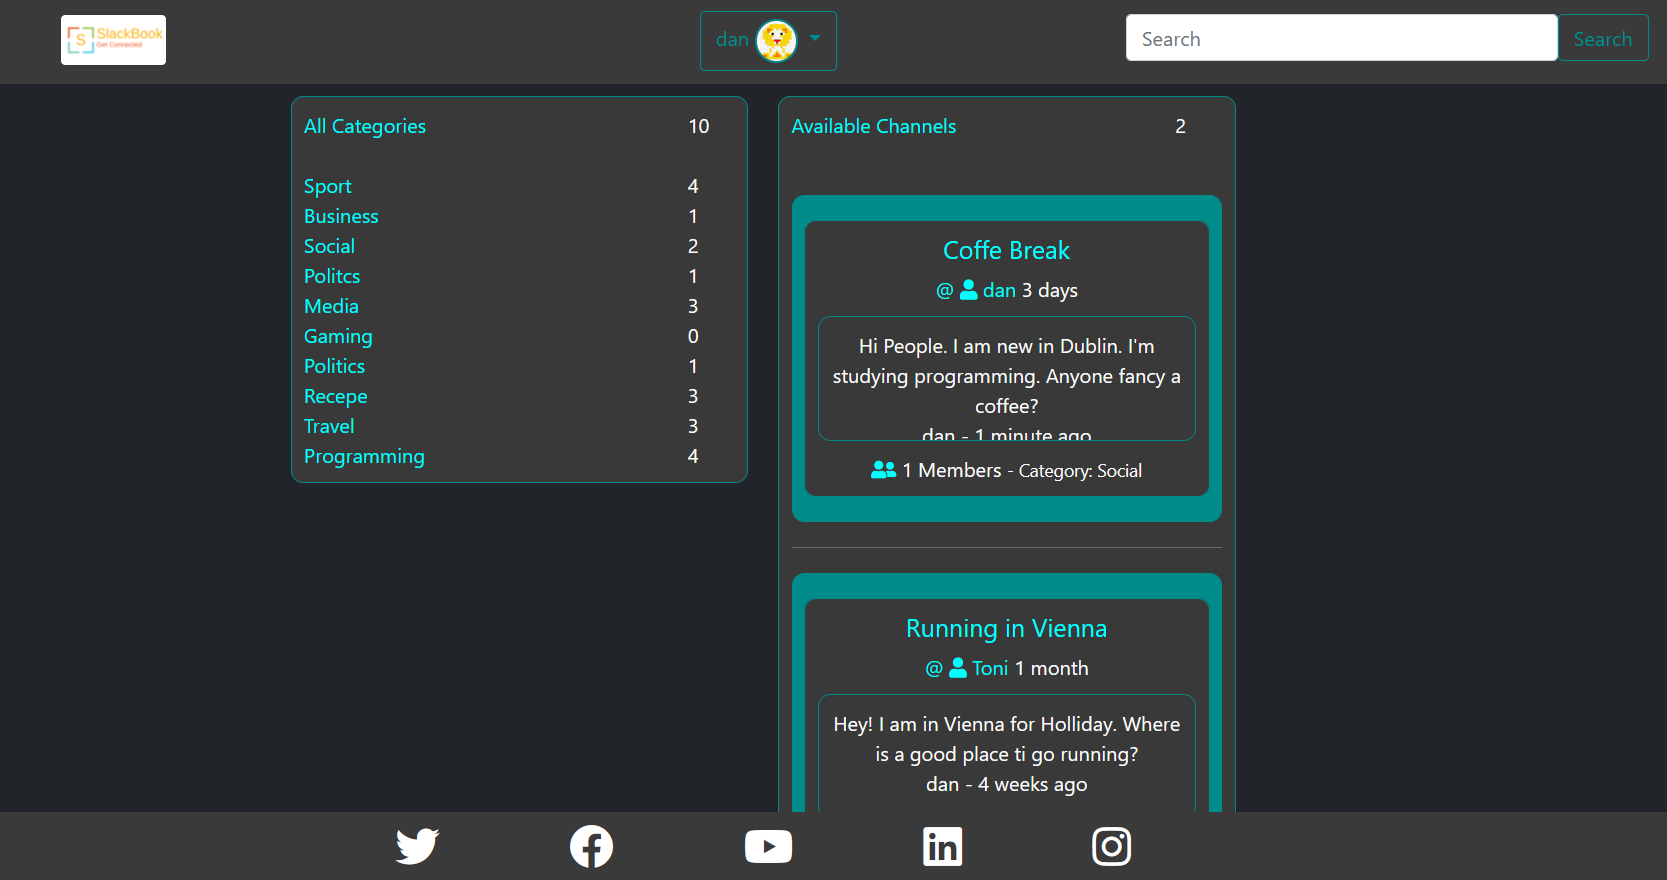 SlackBook
S
Get Connected
dan
Search
Search
All Categories 10
Sport 4
Business 1
Social 2
Politcs 1
Media 3
Gaming 0
Politics 1
Recepe 3
Travel 3
Programming 4
Available Channels 2
Coffe Break
@ dan 3 days
Hi People. I am new in Dublin. I'm
studying programming. Anyone fancy a
coffee?
dan - 1 minute ago
1 Members - Category: Social
Running in Vienna
@ Toni 1 month
Hey! I am in Vienna for Holliday. Where
is a good place ti go running?
dan - 4 weeks ago
in